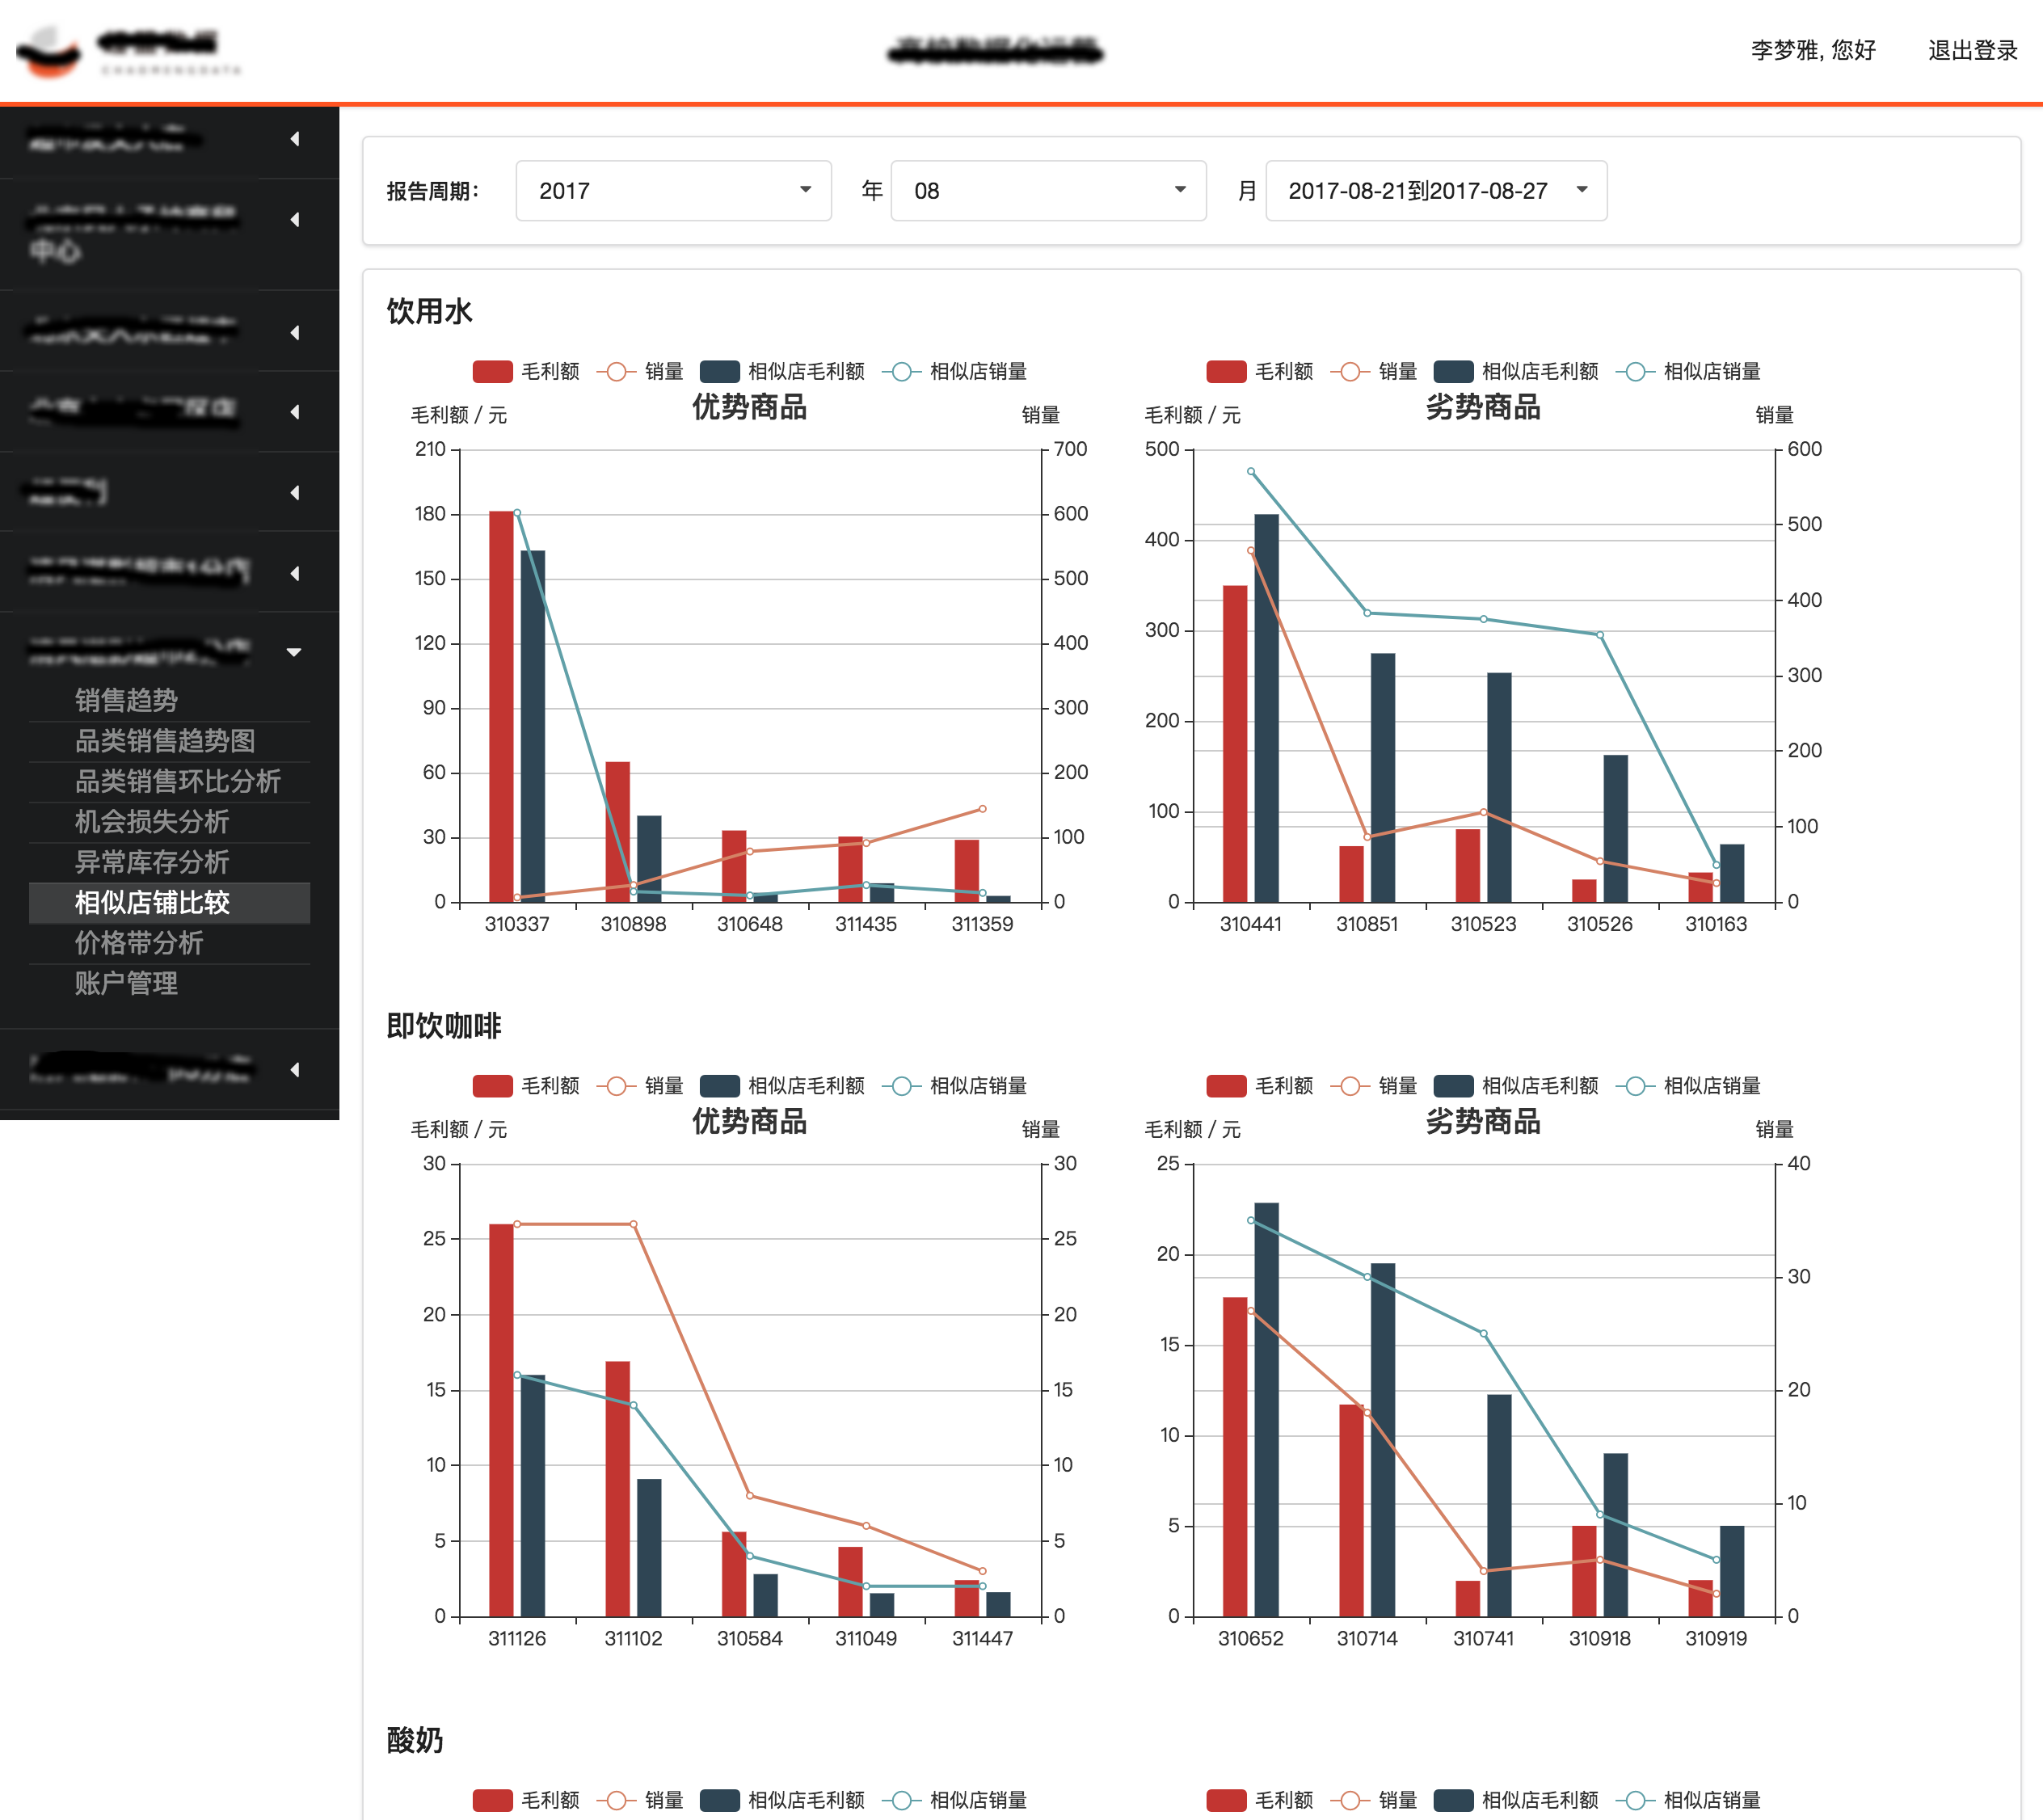 李梦雅, 您好 退出登录
中心
销售趋势
品类销售趋势图
品类销售环比分析
机会损失分析
异常库存分析
相似店铺比较
价格带分析
账户管理
报告周期： 2017 年 08 月 2017-08-21到2017-08-27
饮用水
毛利额 销量 相似店毛利额 相似店销量
优势商品
毛利额 / 元 销量
210 700
180 600
150 500
120 400
90 300
60 200
30 100
0 0
310337 310898 310648 311435 311359
毛利额 销量 相似店毛利额 相似店销量
劣势商品
毛利额 / 元 销量
500 600
500
400
400
300
300
200
200
100
100
0 0
310441 310851 310523 310526 310163
即饮咖啡
毛利额 销量 相似店毛利额 相似店销量
优势商品
毛利额 / 元 销量
30 30
25 25
20 20
15 15
10 10
5 5
0 0
311126 311102 310584 311049 311447
毛利额 销量 相似店毛利额 相似店销量
劣势商品
毛利额 / 元 销量
25 40
20
30
15
20
10
10
5
0 0
310652 310714 310741 310918 310919
酸奶
毛利额 销量 相似店毛利额 相似店销量
毛利额 销量 相似店毛利额 相似店销量